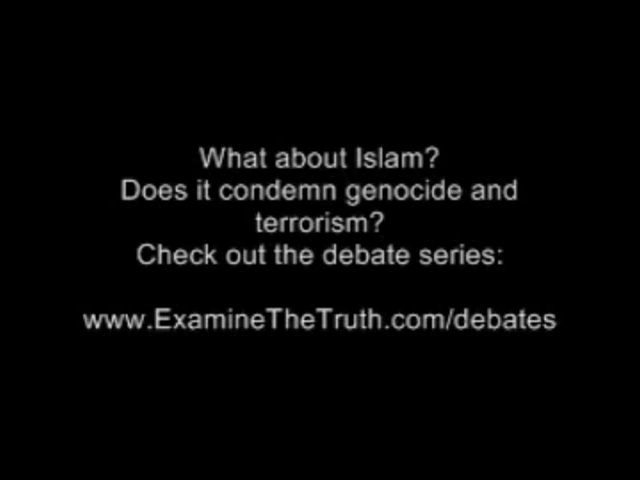 What about Islam?
Does it condemn genocide and
terrorism?
Check out the debate series:
www.ExamineTheTruth.com/debates